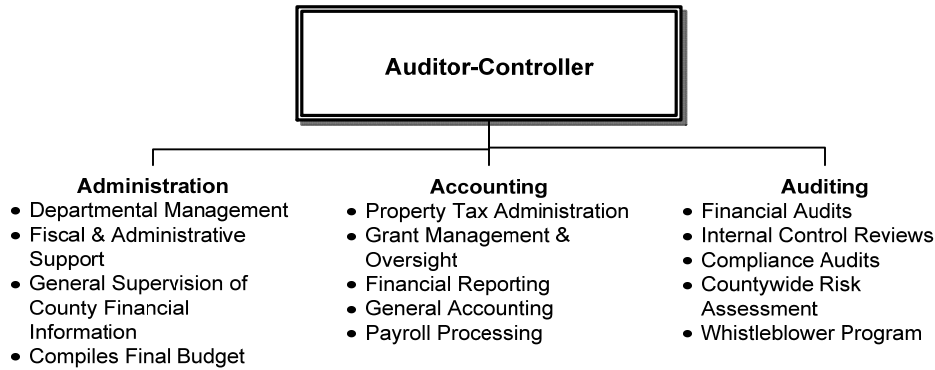 Auditor-Controller
Administration
• Departmental Management
• Fiscal & Administrative
Support
• General Supervision of
County Financial
Information
• Compiles Final Budget
Accounting
• Property Tax Administration
• Grant Management &
Oversight
• Financial Reporting
• General Accounting
• Payroll Processing
Auditing
• Financial Audits
• Internal Control Reviews
• Compliance Audits
• Countywide Risk
Assessment
• Whistleblower Program